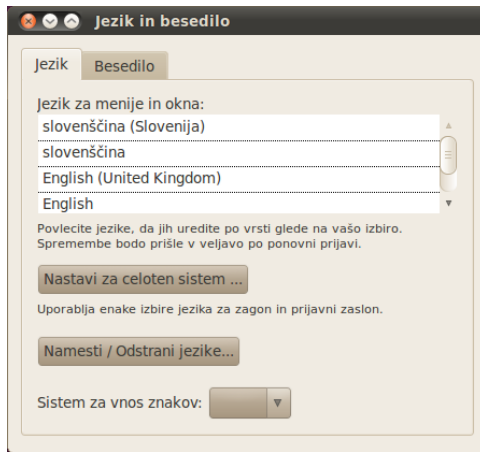 Jezik in besedilo
Jezik Besedilo
Jezik za menije in okna:
slovenščina (Slovenija)
slovenščina
English (United Kingdom)
English
Povlecite jezike, da jih uredite po vrsti glede na vašo izbiro.
Spremembe bodo prišle v veljavo po ponovni prijavi.
Nastavi za celoten sistem ...
Uporablja enake izbire jezika za zagon in prijavni zaslon.
Namesti / Odstrani jezike...
Sistem za vnos znakov: